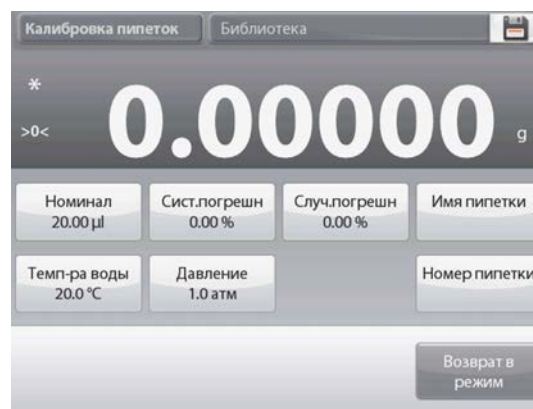 Калибровка пипеток
Библиотека
*
>0<
0.00000 g
Номинал
20.00 µl
Сист.погрешн
0.00 %
Случ.погрешн
0.00 %
Имя пипетки
Темп-ра воды
20.0 °C
Давление
1.0 атм
Номер пипетки
Возврат в
режим